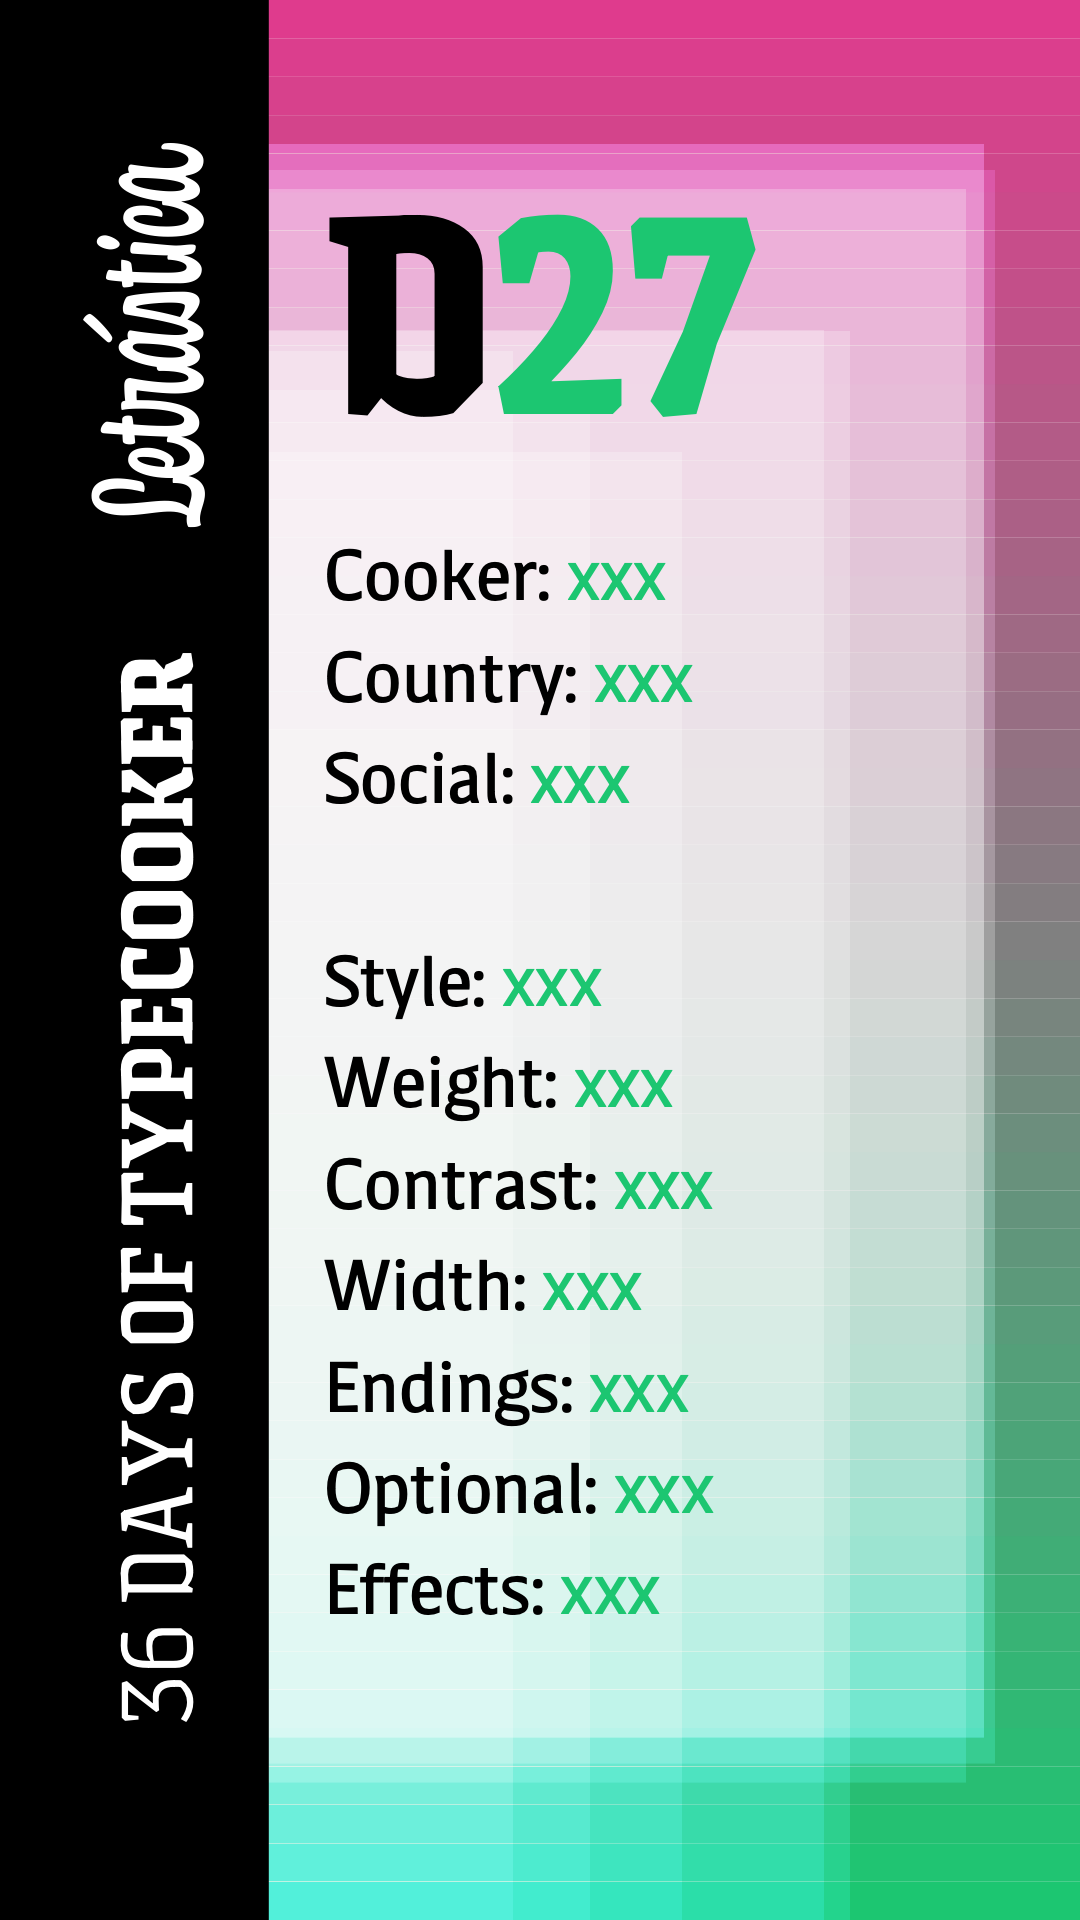 Letrástica
36 DAYS OF TYPECOOKER
D27
Cooker: xxx
Country: xxx
Social: xxx
Style: xxx
Weight: xxx
Contrast: xxx
Width: xxx
Endings: xxx
Optional: xxx
Effects: xxx